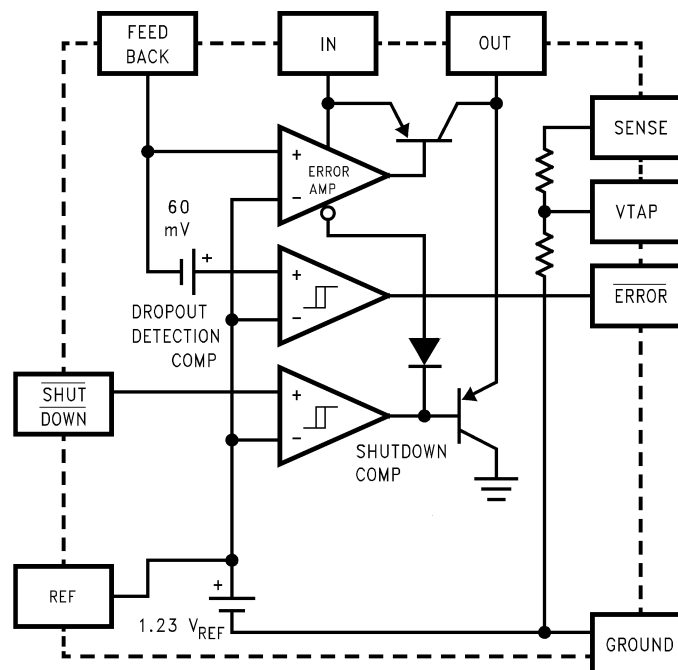 FEED
BACK
IN
OUT
SENSE
VTAP
ERROR
+
ERROR
AMP
−
60
mV
+
+
−
DROPOUT
DETECTION
COMP
SHUT
DOWN
+
−
SHUTDOWN
COMP
REF
+
1.23 VREF
GROUND